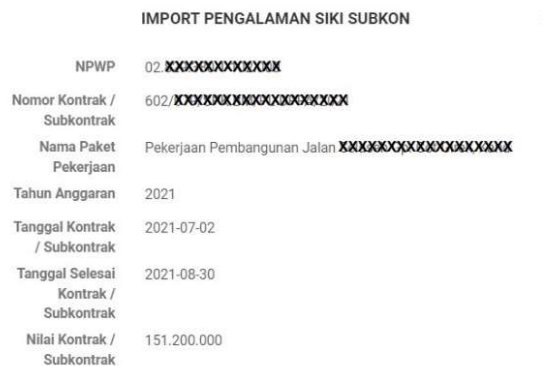 IMPORT PENGALAMAN SIKI SUBKON
NPWP 02.XXXXXXXXXXXX
Nomor Kontrak / 602/XXXXXXXXXXXXXXXXXX
Subkontrak
Nama Paket Pekerjaan Pembangunan Jalan XXXXXXXXXXXXXXXXXX
Pekerjaan
Tahun Anggaran 2021
Tanggal Kontrak 2021-07-02
/ Subkontrak
Tanggal Selesai 2021-08-30
Kontrak /
Subkontrak
Nilai Kontrak / 151.200.000
Subkontrak